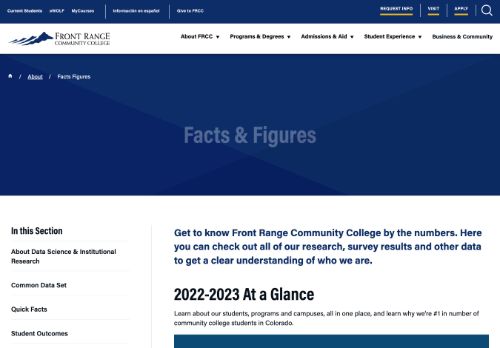 Current Students eWOLF MyCourses Información en español Give to FRCC REQUEST INFO VISIT APPLY
FRONT RANGE
COMMUNITY COLLEGE
About FRCC Programs & Degrees Admissions & Aid Student Experience Business & Community
/ About / Facts Figures
Facts & Figures
In this Section
About Data Science & Institutional
Research
Common Data Set
Quick Facts
Student Outcomes
Get to know Front Range Community College by the numbers. Here
you can check out all of our research, survey results and other data
to get a clear understanding of who we are.
2022-2023 At a Glance
Learn about our students, programs and campuses, all in one place, and learn why we're #1 in number of
community college students in Colorado.